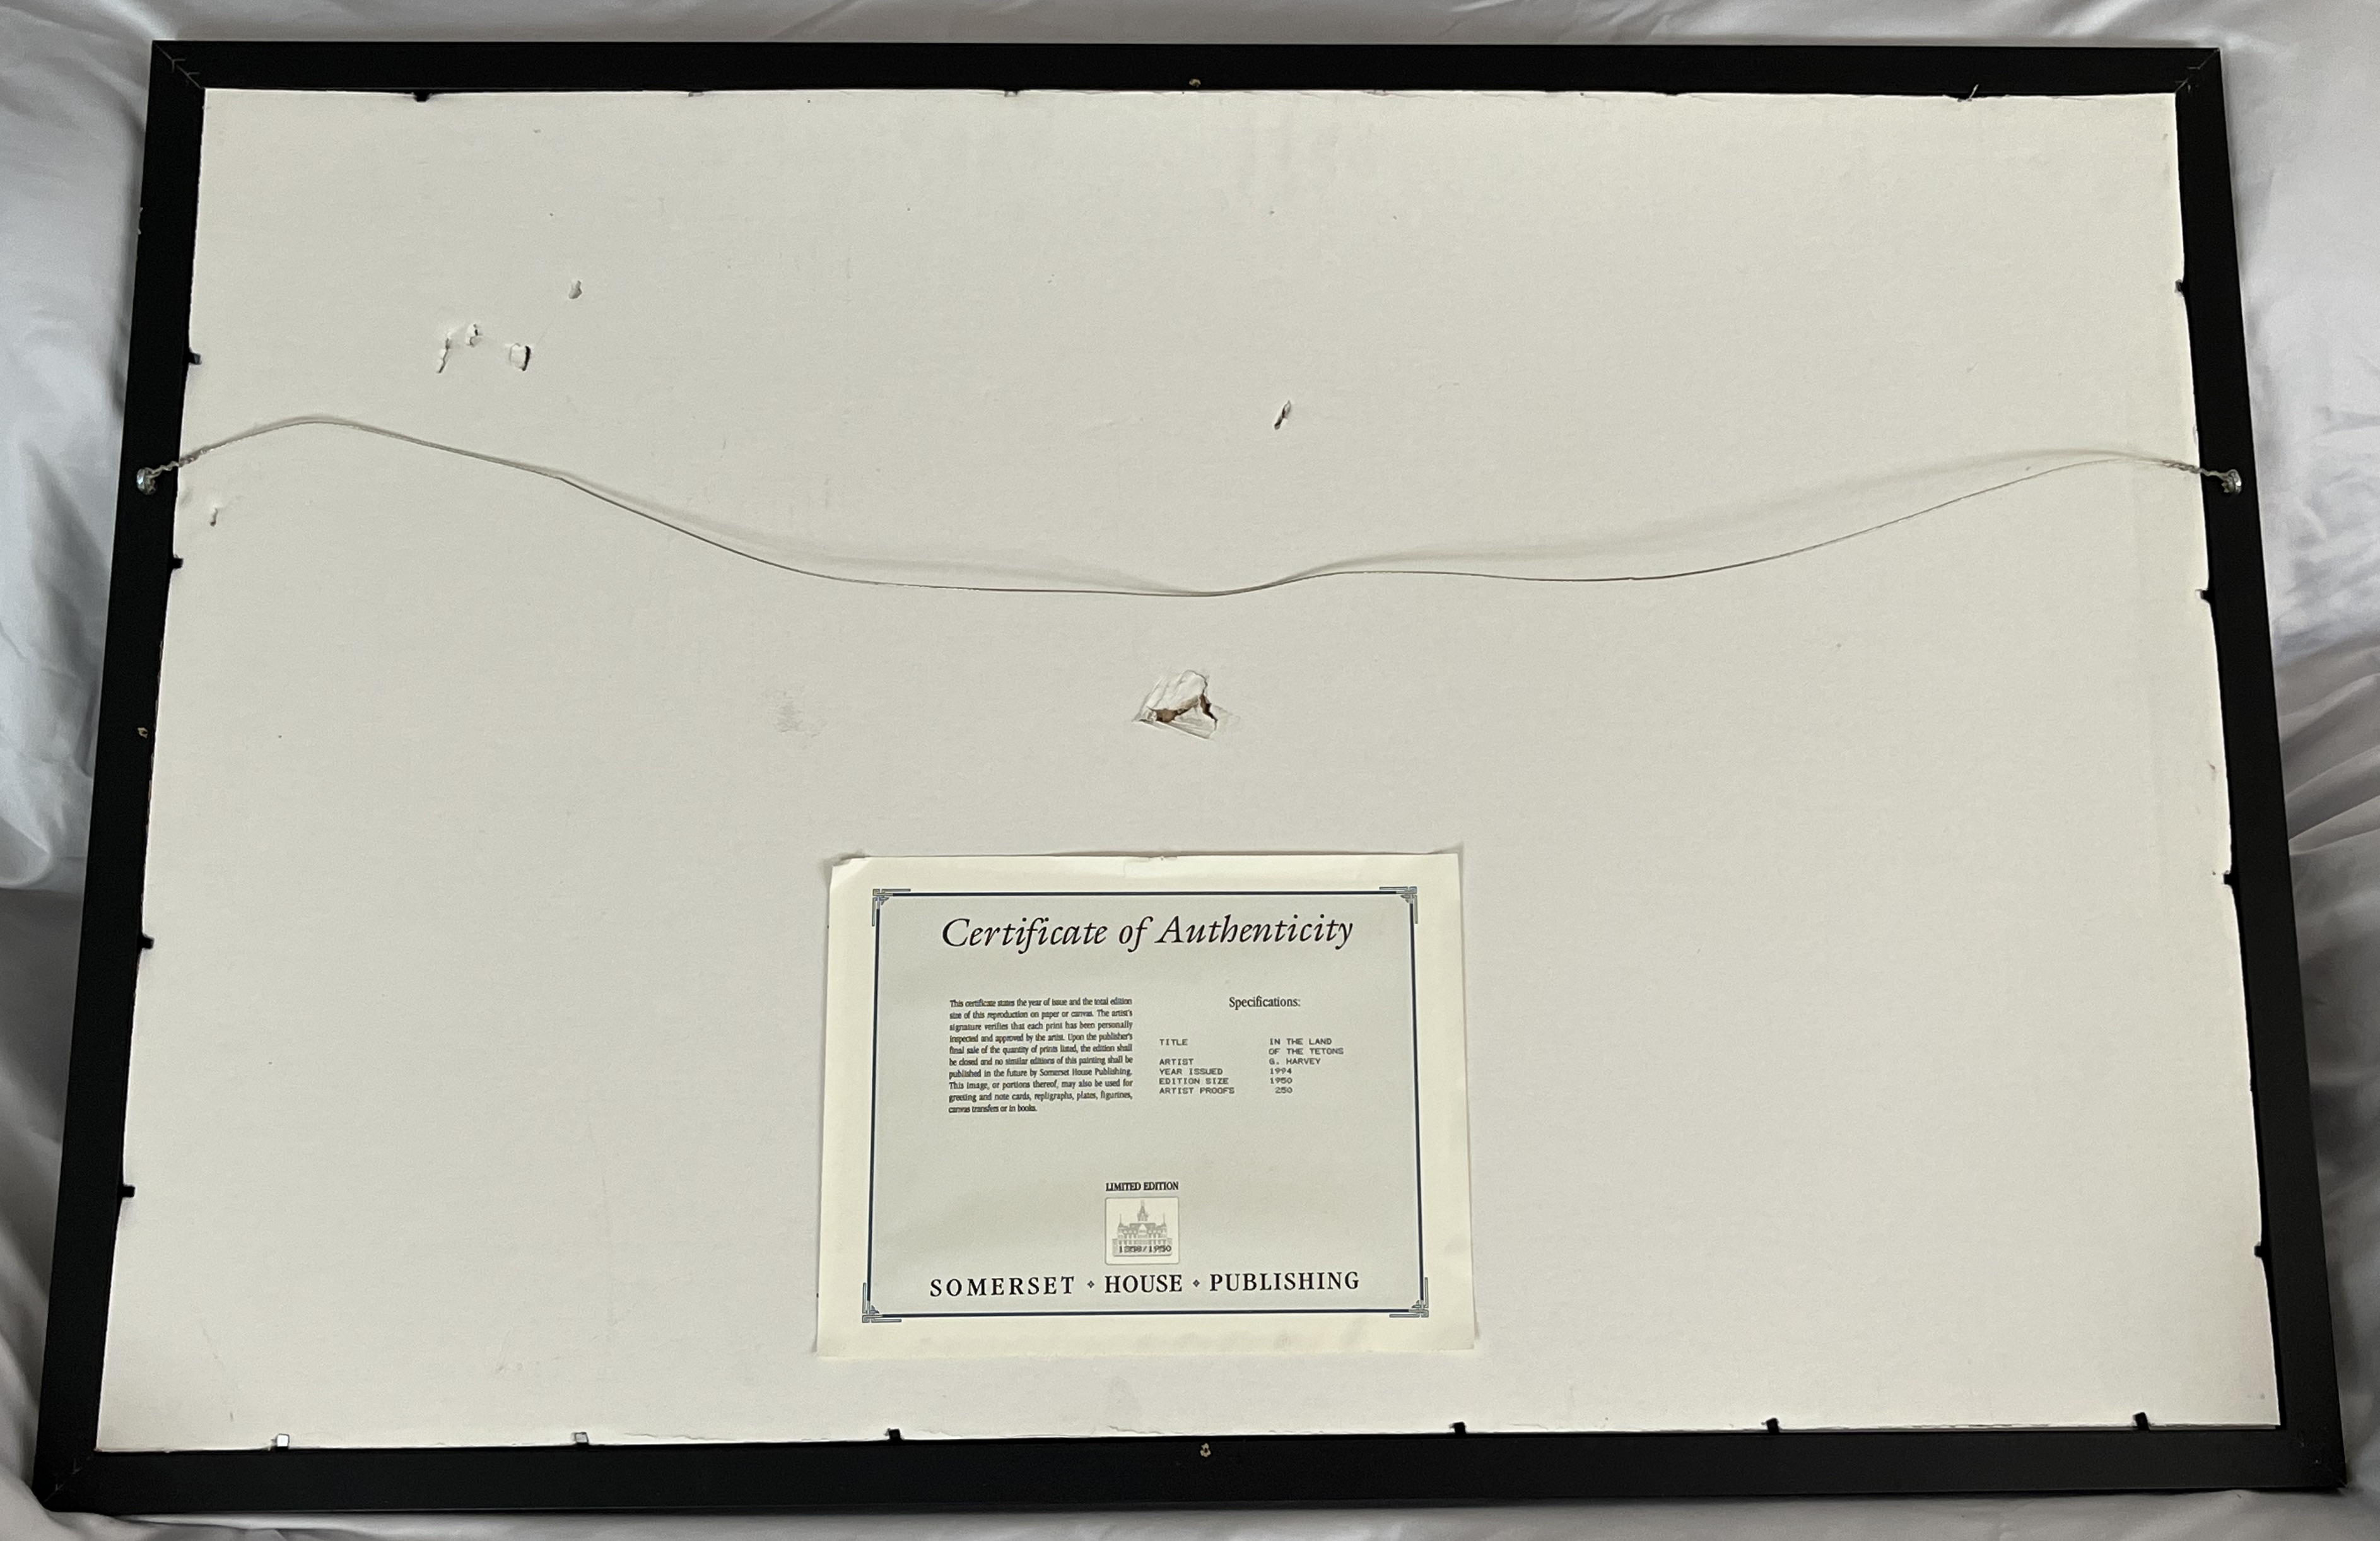 Certificate of Authenticity
This certificate states the year of issue and the total edition
size of this reproduction on paper or canvas. The artist's
signature verifies that each print has been personally
inspected and approved by the artist. Upon the publisher's
final sale of the quantity of prints listed, the edition shall
be closed and no similar editions of this painting shall be
published in the future by Somerset House Publishing.
This image, or portions thereof, may also be used for
greeting and note cards, repligraphs, plates, figurines,
canvas transfers or in books.
Specifications:
TITLE IN THE LAND
OF THE TETONS
ARTIST G. HARVEY
YEAR ISSUED 1994
EDITION SIZE 1950
ARTIST PROOFS 250
LIMITED EDITION
SOMERSET ⋄ HOUSE ⋄ PUBLISHING